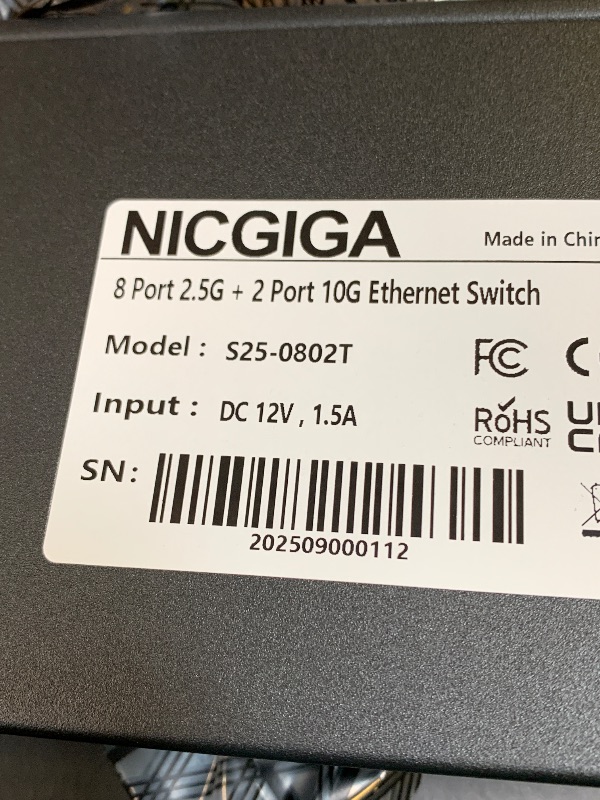 NICGIGA
Made in
8 Port 2.5G + 2 Port 10G Ethernet Switch
Model : S25-0802T
FC
Input : DC 12V , 1.5A
RoHS
COMPLIANT
SN:
202509000112